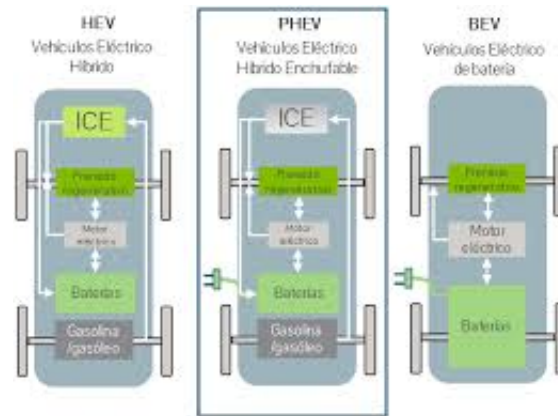 HEV
Vehículos Eléctrico
Híbrido
ICE
Frenado
regenerativo
Motor
eléctrico
Baterías
Gasolina
/gasóleo
PHEV
Vehículos Eléctrico
Híbrido Enchufable
ICE
Frenado
regenerativo
Motor
eléctrico
Baterías
Gasolina
/gasóleo
BEV
Vehículos Eléctrico
de batería
Frenado
regenerativo
Motor
eléctrico
Baterías